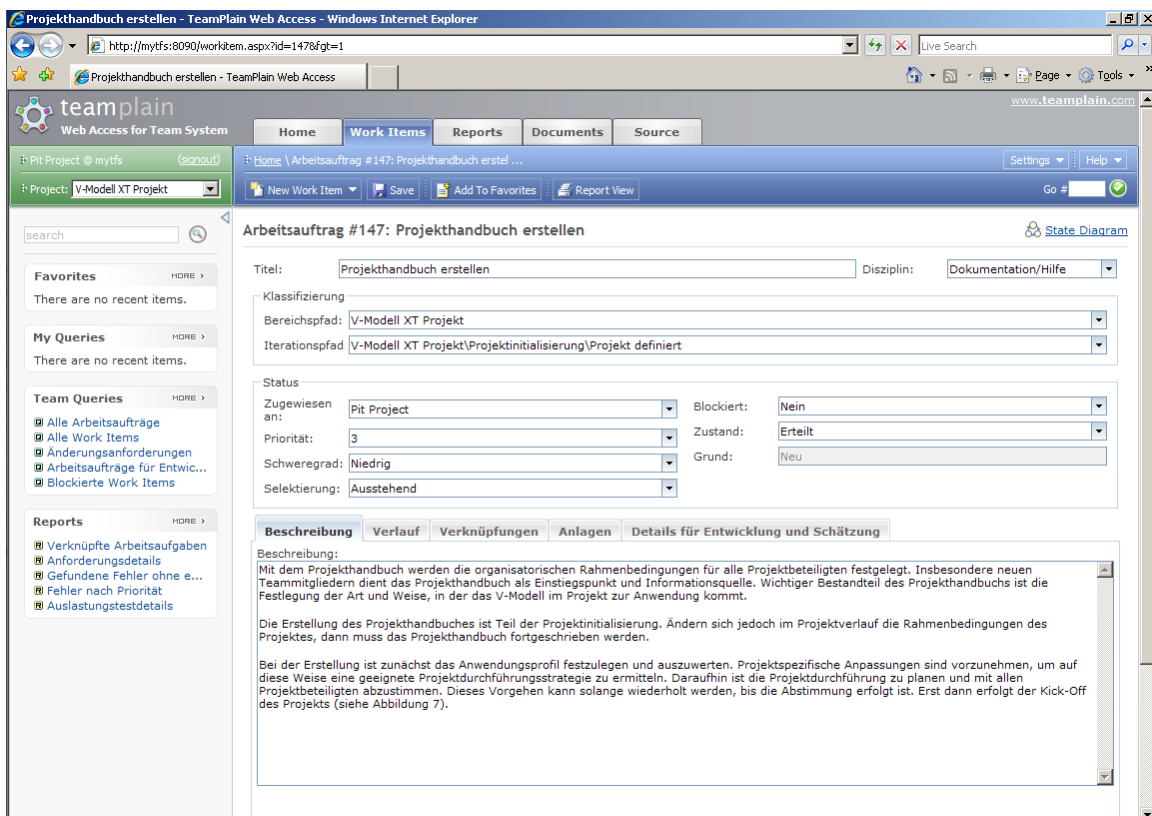 Projekthandbuch erstellen - TeamPlain Web Access - Windows Internet Explorer
http://mytfs:8090/workitem.aspx?id=147&fgt=1
Live Search
Projekthandbuch erstellen - TeamPlain Web Access
Page
Tools
teamplain
Web Access for Team System
www.teamplain.com
Home
Work Items
Reports
Documents
Source
Pit Project @ mytfs
(signout)
Home \ Arbeitsauftrag #147: Projekthandbuch erstel ...
Settings
Help
Project:
V-Modell XT Projekt
New Work Item
Save
Add To Favorites
Report View
Go #
search
Favorites
MORE
There are no recent items.
My Queries
MORE
There are no recent items.
Team Queries
MORE
Alle Arbeitsaufträge
Alle Work Items
Änderungsanforderungen
Arbeitsaufträge für Entwic...
Blockierte Work Items
Reports
MORE
Verknüpfte Arbeitsaufgaben
Anforderungsdetails
Gefundene Fehler ohne e...
Fehler nach Priorität
Auslastungstestdetails
Arbeitsauftrag #147: Projekthandbuch erstellen
State Diagram
Titel:
Projekthandbuch erstellen
Disziplin:
Dokumentation/Hilfe
Klassifizierung
Bereichspfad:
V-Modell XT Projekt
Iterationspfad
V-Modell XT Projekt\Projektinitialisierung\Projekt definiert
Status
Zugewiesen
an:
Pit Project
Blockiert:
Nein
Priorität:
3
Zustand:
Erteilt
Schweregrad:
Niedrig
Grund:
Neu
Selektierung:
Ausstehend
Beschreibung
Verlauf
Verknüpfungen
Anlagen
Details für Entwicklung und Schätzung
Beschreibung:
Mit dem Projekthandbuch werden die organisatorischen Rahmenbedingungen für alle Projektbeteiligten festgelegt. Insbesondere neuen
Teammitgliedern dient das Projekthandbuch als Einstiegspunkt und Informationsquelle. Wichtiger Bestandteil des Projekthandbuchs ist die
Festlegung der Art und Weise, in der das V-Modell im Projekt zur Anwendung kommt.
Die Erstellung des Projekthandbuches ist Teil der Projektinitialisierung. Ändern sich jedoch im Projektverlauf die Rahmenbedingungen des
Projektes, dann muss das Projekthandbuch fortgeschrieben werden.
Bei der Erstellung ist zunächst das Anwendungsprofil festzulegen und auszuwerten. Projektspezifische Anpassungen sind vorzunehmen, um auf
diese Weise eine geeignete Projektdurchführungsstrategie zu ermitteln. Daraufhin ist die Projektdurchführung zu planen und mit allen
Projektbeteiligten abzustimmen. Dieses Vorgehen kann solange wiederholt werden, bis die Abstimmung erfolgt ist. Erst dann erfolgt der Kick-Off
des Projekts (siehe Abbildung 7).